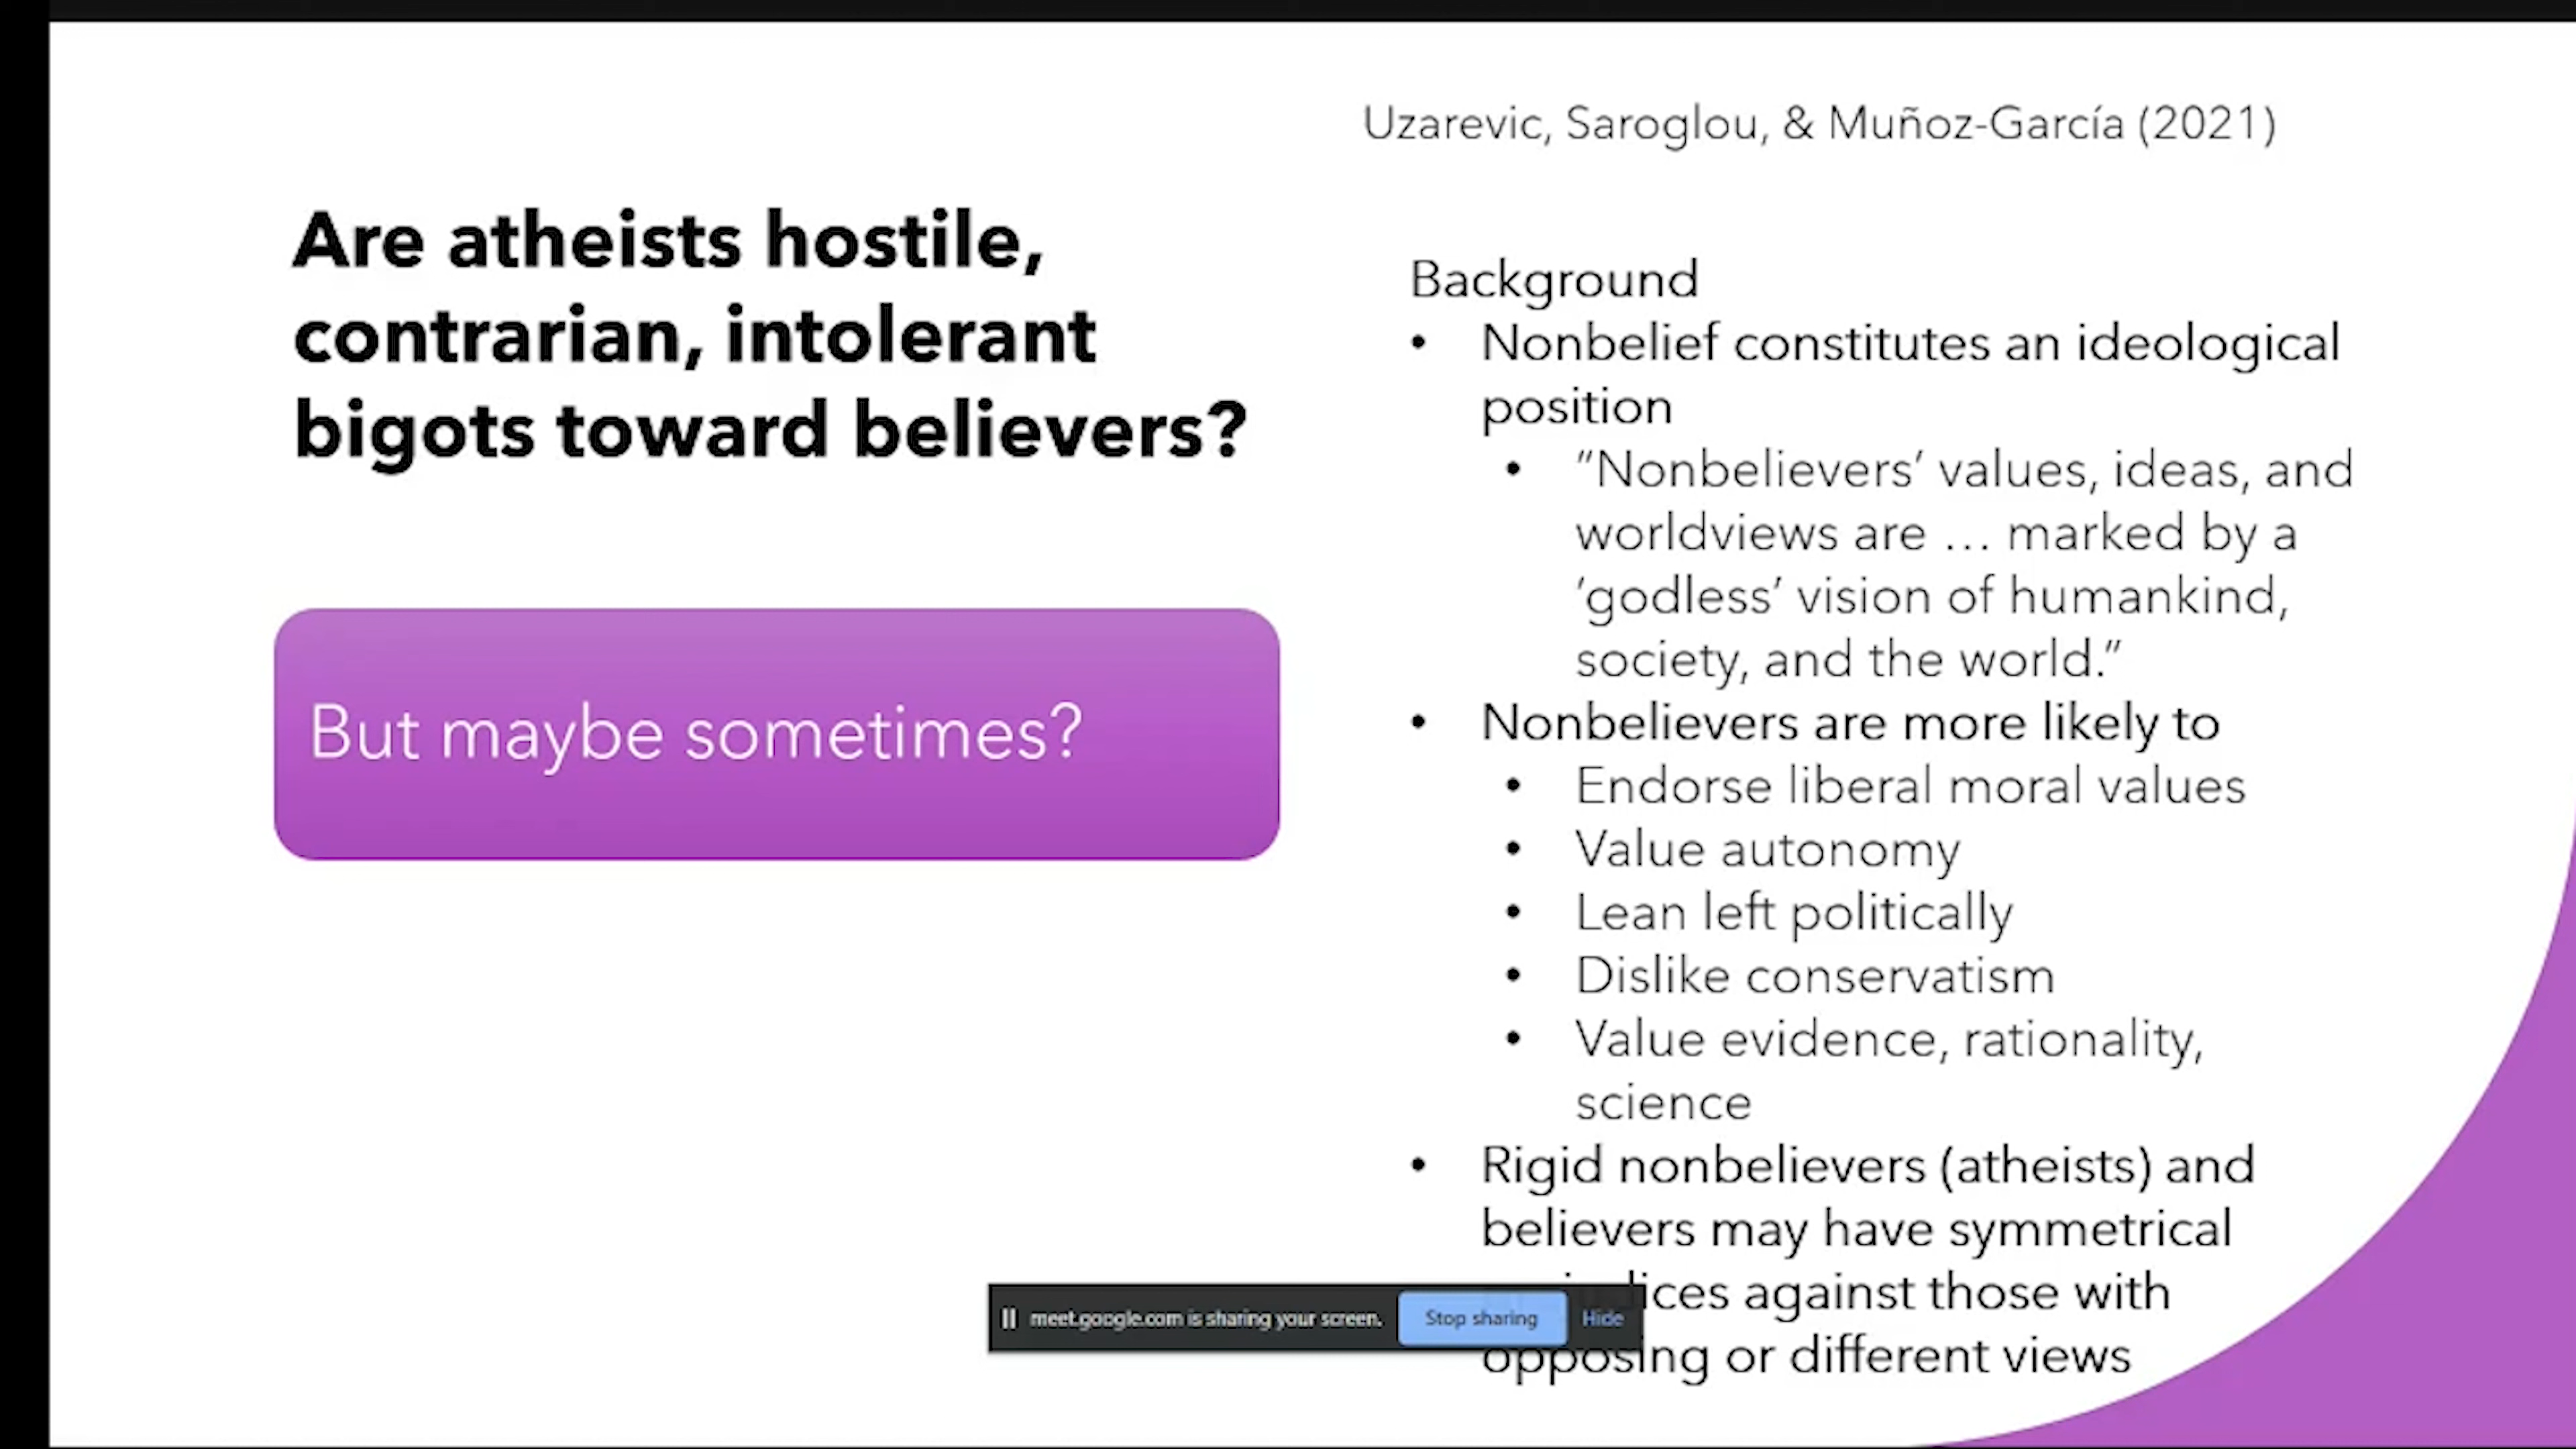 Uzarevic, Saroglou, & Muñoz-García (2021)
Are atheists hostile,
contrarian, intolerant
bigots toward believers?
But maybe sometimes?
Background
• Nonbelief constitutes an ideological
position
• “Nonbelievers’ values, ideas, and
worldviews are … marked by a
‘godless’ vision of humankind,
society, and the world.”
• Nonbelievers are more likely to
• Endorse liberal moral values
• Value autonomy
• Lean left politically
• Dislike conservatism
• Value evidence, rationality,
science
• Rigid nonbelievers (atheists) and
believers may have symmetrical
against those with
opposing or different views
meet.google.com is sharing your screen.
Stop sharing
Hide